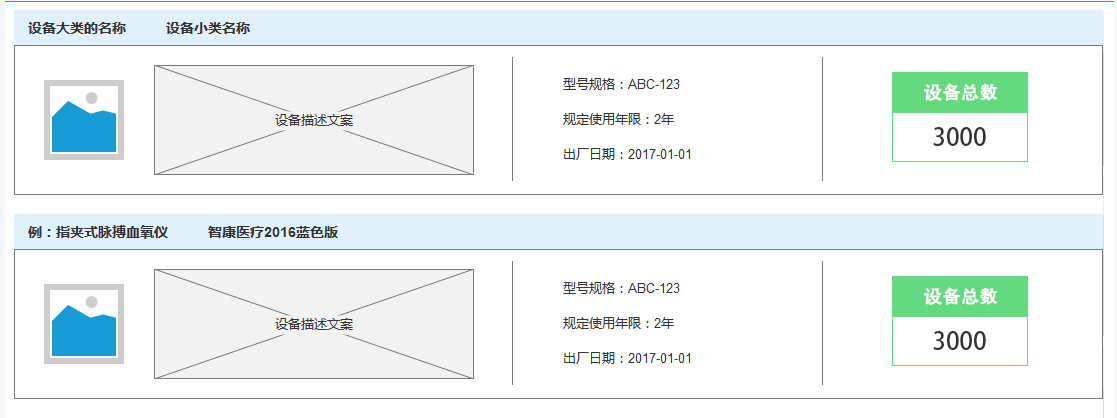 设备大类的名称 设备小类名称
设备描述文案
型号规格：ABC-123
规定使用年限：2年
出厂日期：2017-01-01
设备总数
3000
例：指夹式脉搏血氧仪 智康医疗2016蓝色版
设备描述文案
型号规格：ABC-123
规定使用年限：2年
出厂日期：2017-01-01
设备总数
3000